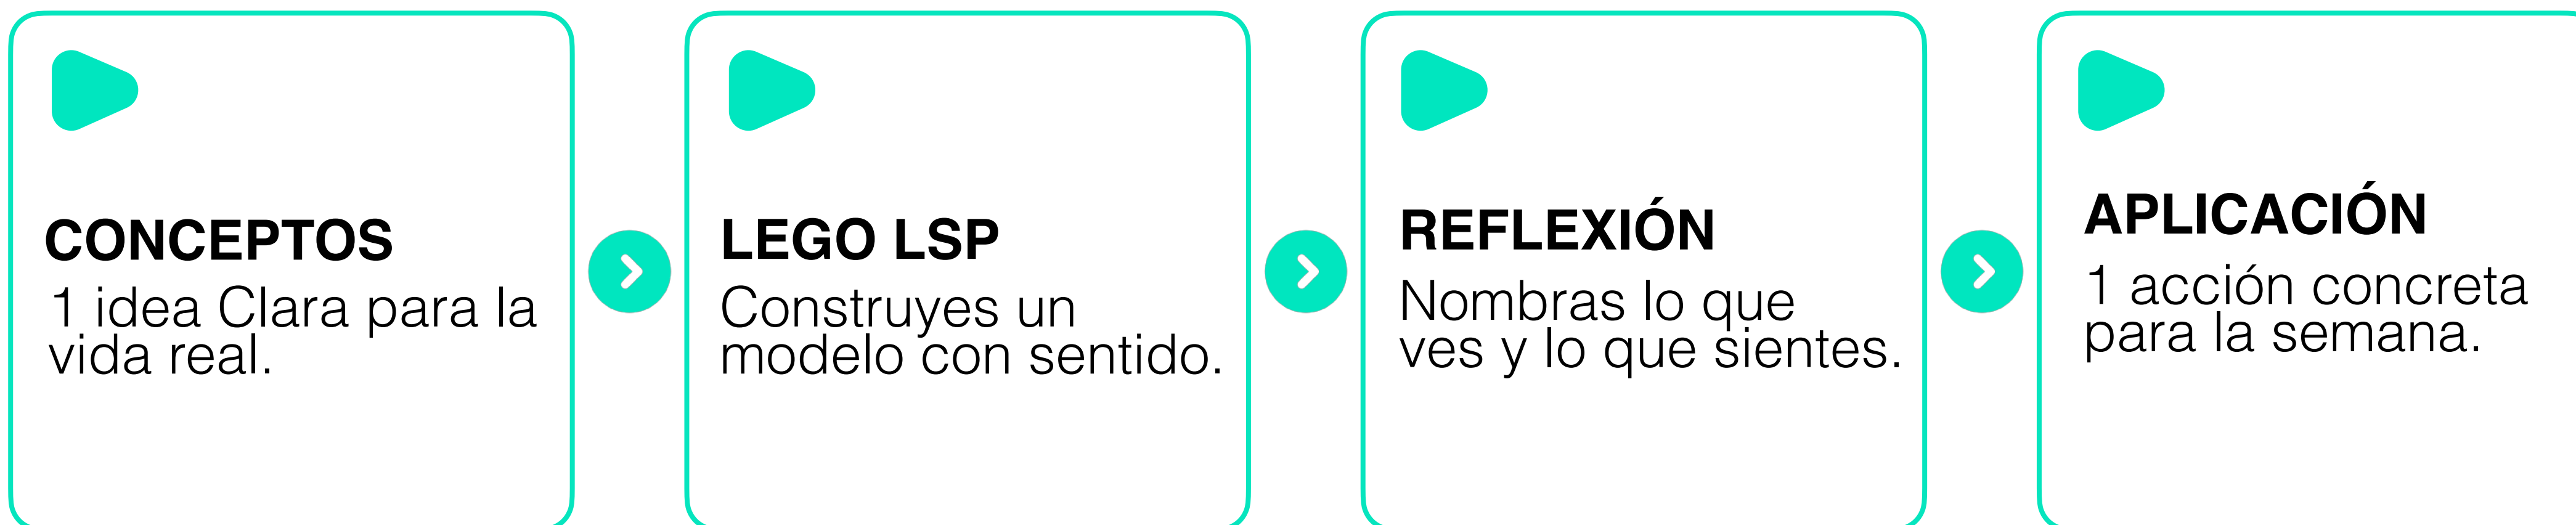 CONCEPTOS
1 idea Clara para la
vida real.
LEGO LSP
Construyes un
modelo con sentido.
REFLEXIÓN
Nombras lo que
ves y lo que sientes.
APLICACIÓN
1 acción concreta
para la semana.